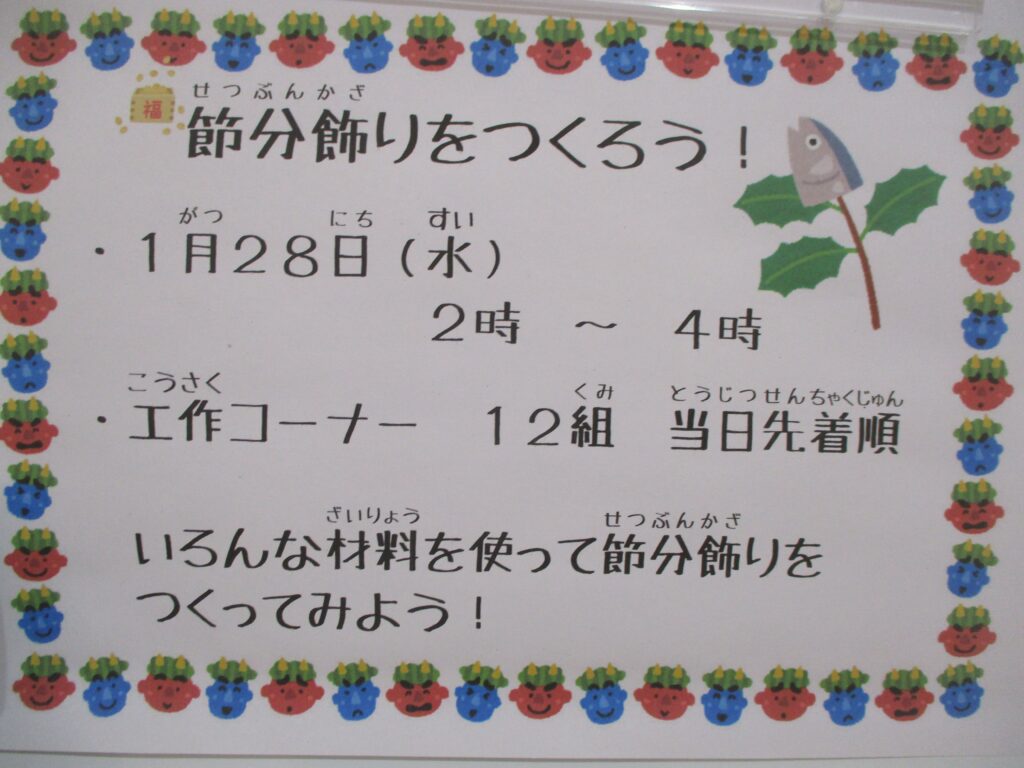 福
せつぶんかざ
節分飾りをつくろう！
がつ にち すい
・１月２８日（水）
２時　～　４時
こうさく くみ とうじつせんちゃくじゅん
・工作コーナー　１２組　当日先着順
ざいりょう せつぶんかざ
いろんな材料を使って節分飾りを
つくってみよう！